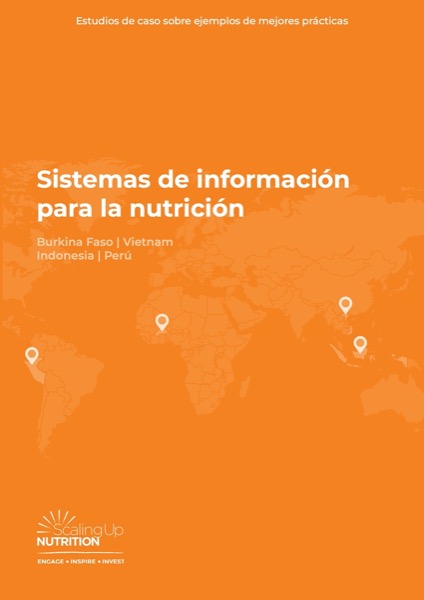 Estudios de caso sobre ejemplos de mejores prácticas
Sistemas de información
para la nutrición
Burkina Faso | Vietnam
Indonesia | Perú
Scaling Up
NUTRITION
ENGAGE • INSPIRE • INVEST